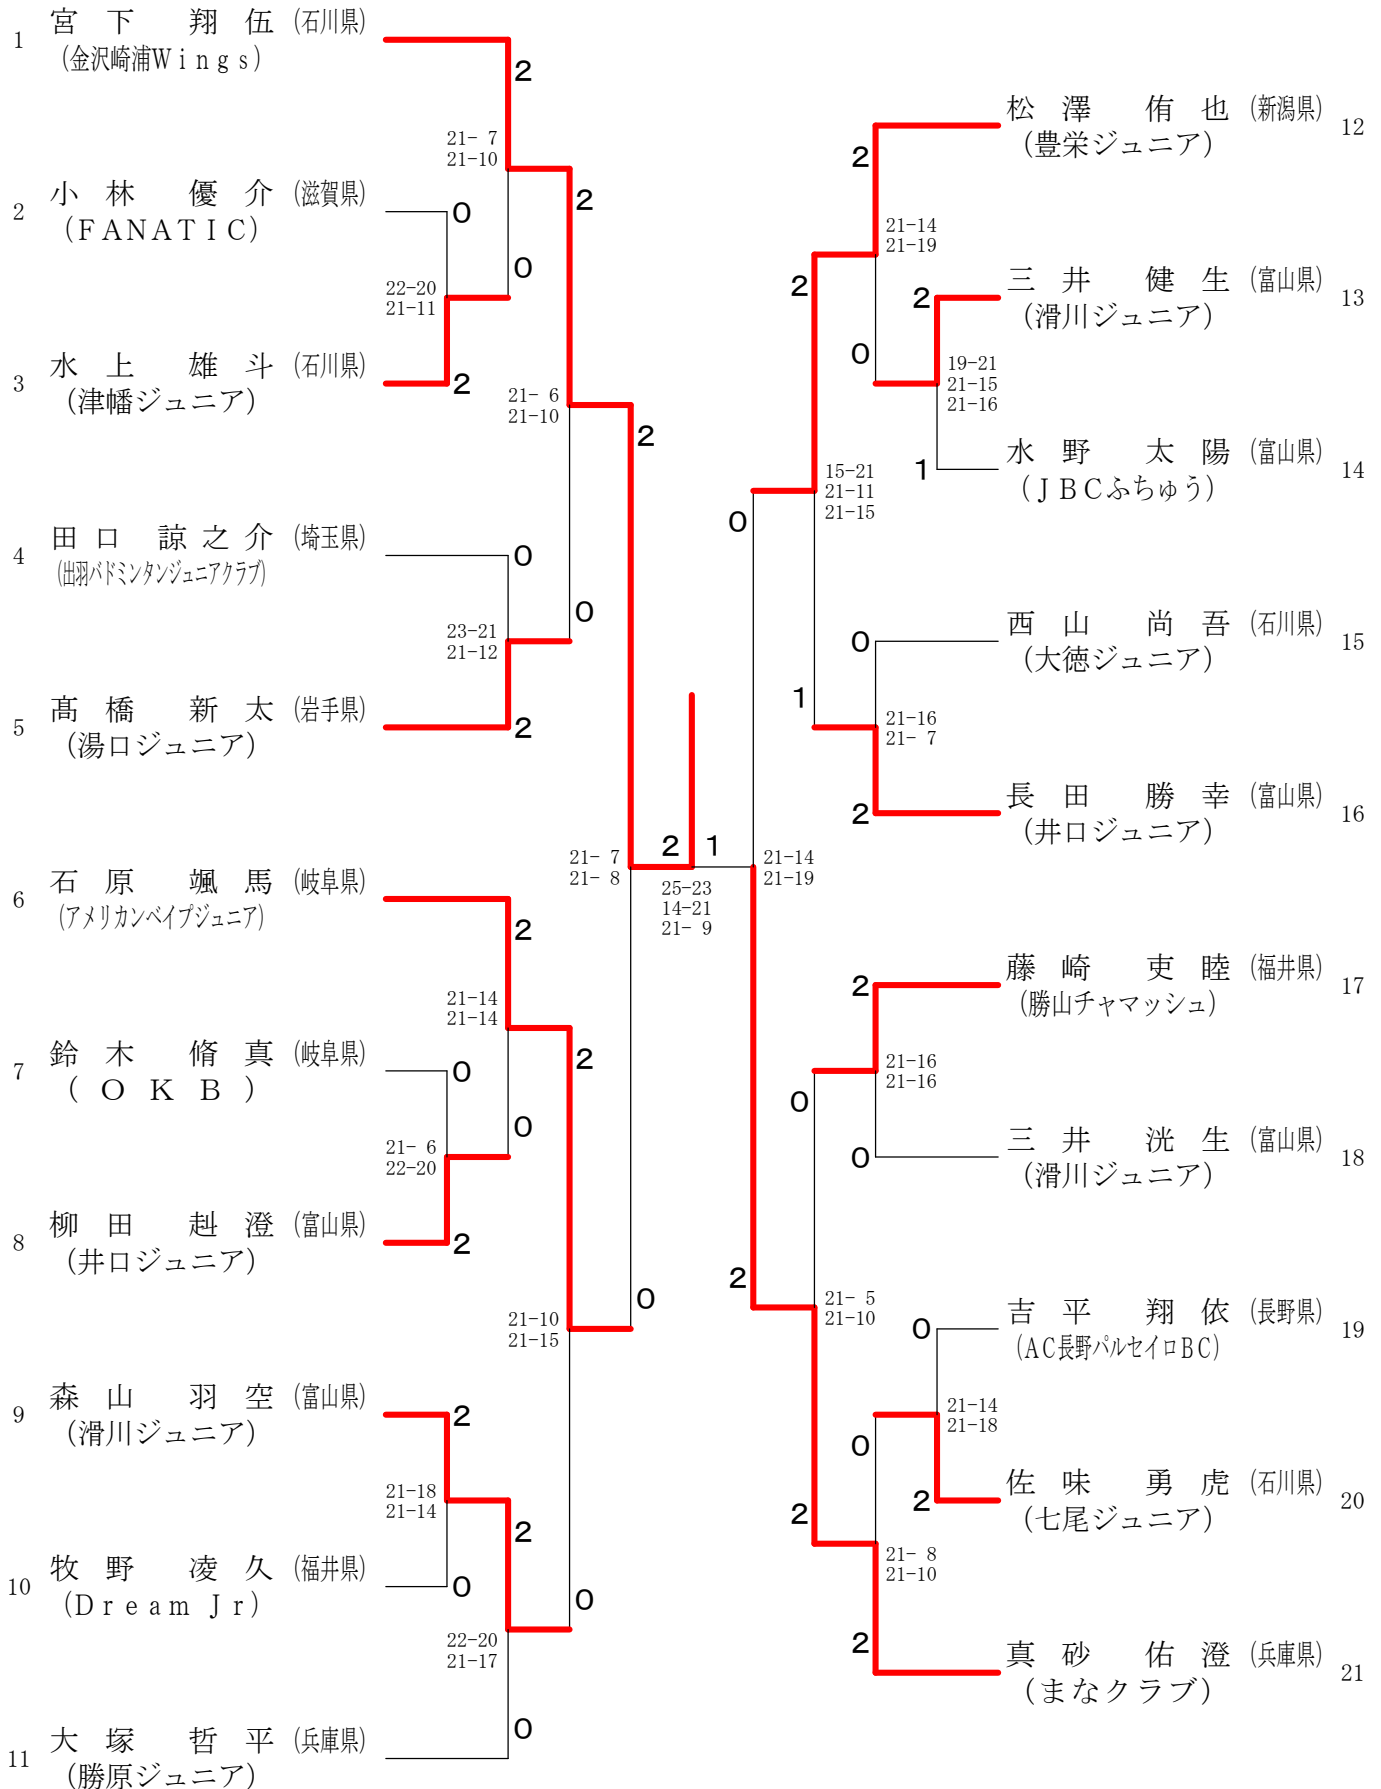 1 宮下 翔伍 (石川県)
(金沢崎浦Wings)
2
21- 7
21-10
2
2 小林 優介 (滋賀県)
(FANATIC)
0
0
22-20
21-11
3 水上 雄斗 (石川県)
(津幡ジュニア)
2
21- 6
21-10
2
4 田口 諒之介 (埼玉県)
(出羽バドミンタンジュニアクラブ)
0
0
23-21
21-12
5 髙橋 新太 (岩手県)
(湯口ジュニア)
2
21- 7
21- 8
2
1
25-23
14-21
21- 9
6 石原 颯馬 (岐阜県)
(アメリカンベイプジュニア)
2
21-14
21-14
2
7 鈴木 脩真 (岐阜県)
(OKB)
0
0
21- 6
22-20
8 柳田 赳澄 (富山県)
(井口ジュニア)
2
21-10
21-15
0
9 森山 羽空 (富山県)
(滑川ジュニア)
2
21-18
21-14
2
10 牧野 凌久 (福井県)
(Dream Jr)
0
0
22-20
21-17
11 大塚 哲平 (兵庫県)
(勝原ジュニア)
0
松澤 侑也 (新潟県) 12
(豊栄ジュニア)
2
21-14
21-19
2
三井 健生 (富山県) 13
(滑川ジュニア)
2
0
19-21
21-15
21-16
水野 太陽 (富山県) 14
(JBCふちゅう)
1
15-21
21-11
21-15
0
西山 尚吾 (石川県) 15
(大徳ジュニア)
0
1
21-16
21- 7
長田 勝幸 (富山県) 16
(井口ジュニア)
2
21-14
21-19
藤崎 吏睦 (福井県) 17
(勝山チャマッシュ)
2
21-16
21-16
0
三井 洸生 (富山県) 18
(滑川ジュニア)
0
2
21- 5
21-10
吉平 翔依 (長野県) 19
(AC長野パルセイロBC)
0
21-14
21-18
0
佐味 勇虎 (石川県) 20
(七尾ジュニア)
2
2
21- 8
21-10
真砂 佑澄 (兵庫県) 21
(まなクラブ)
2